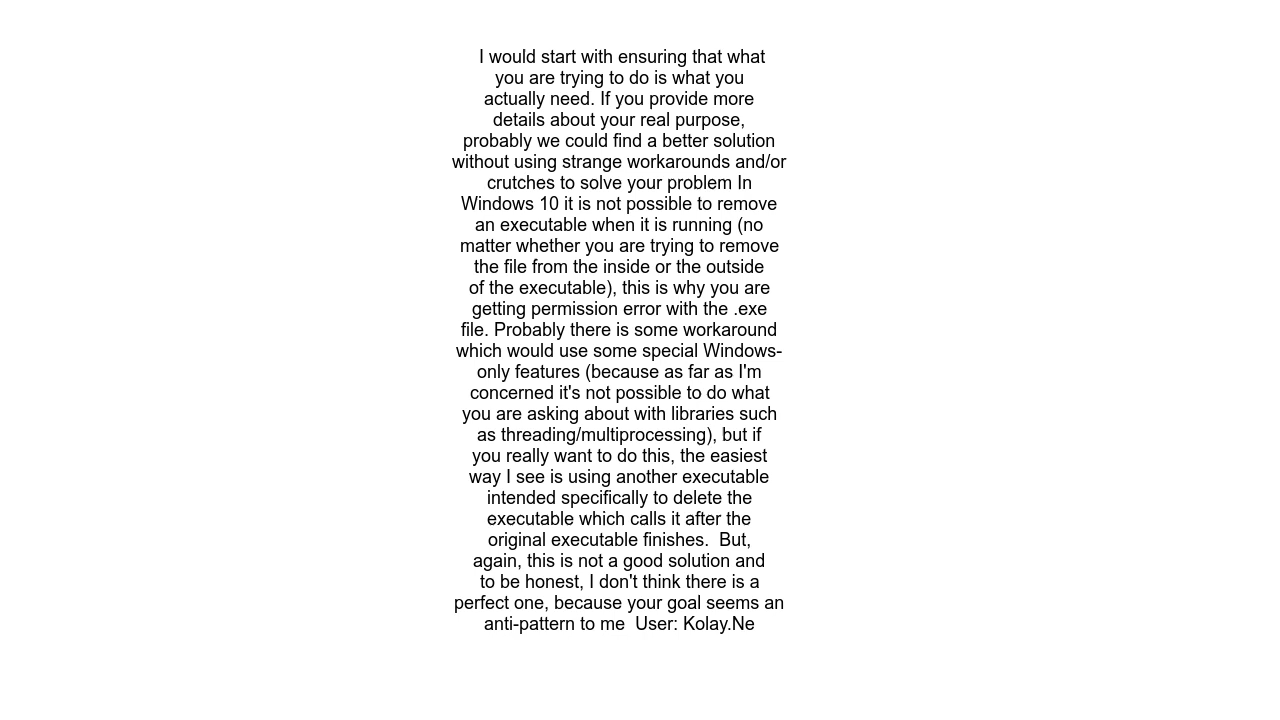 I would start with ensuring that what
you are trying to do is what you
actually need. If you provide more
details about your real purpose,
probably we could find a better solution
without using strange workarounds and/or
crutches to solve your problem In
Windows 10 it is not possible to remove
an executable when it is running (no
matter whether you are trying to remove
the file from the inside or the outside
of the executable), this is why you are
getting permission error with the .exe
file. Probably there is some workaround
which would use some special Windows-
only features (because as far as I'm
concerned it's not possible to do what
you are asking about with libraries such
as threading/multiprocessing), but if
you really want to do this, the easiest
way I see is using another executable
intended specifically to delete the
executable which calls it after the
original executable finishes.  But,
again, this is not a good solution and
to be honest, I don't think there is a
perfect one, because your goal seems an
anti-pattern to me  User: Kolay.Ne